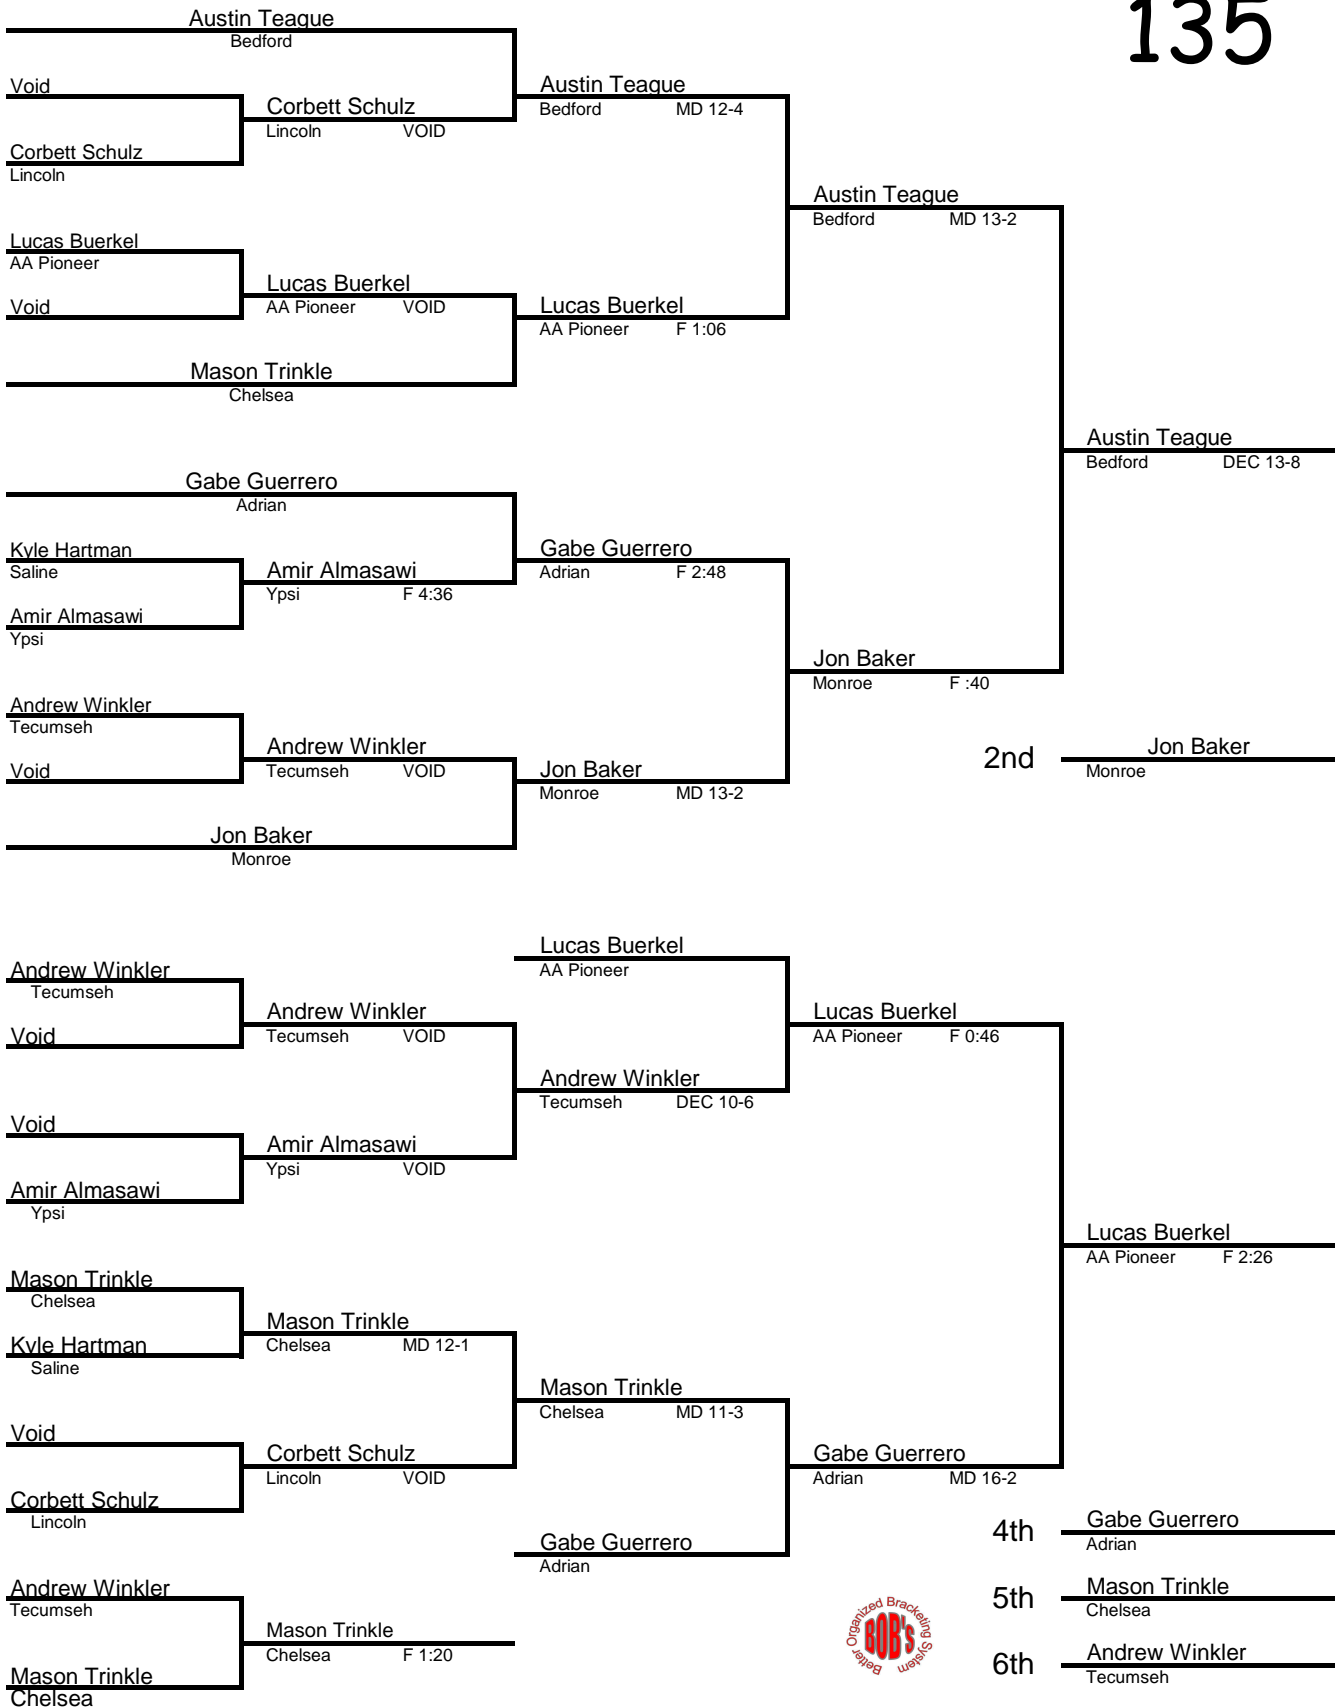 135
Austin Teague
Bedford
Void
Corbett Schulz
Lincoln VOID
Corbett Schulz
Lincoln
Austin Teague
Bedford MD 12-4
Lucas Buerkel
AA Pioneer
Void
Lucas Buerkel
AA Pioneer VOID
Lucas Buerkel
AA Pioneer F 1:06
Mason Trinkle
Chelsea
Austin Teague
Bedford MD 13-2
Gabe Guerrero
Adrian
Kyle Hartman
Saline
Amir Almasawi
Ypsi F 4:36
Amir Almasawi
Ypsi
Gabe Guerrero
Adrian F 2:48
Andrew Winkler
Tecumseh
Void
Andrew Winkler
Tecumseh VOID
Jon Baker
Monroe MD 13-2
Jon Baker
Monroe
Jon Baker
Monroe F :40
Austin Teague
Bedford DEC 13-8
2nd Jon Baker
Monroe
Lucas Buerkel
AA Pioneer
Andrew Winkler
Tecumseh
Void
Andrew Winkler
Tecumseh VOID
Void
Amir Almasawi
Ypsi
Amir Almasawi
Ypsi VOID
Andrew Winkler
Tecumseh DEC 10-6
Lucas Buerkel
AA Pioneer F 0:46
Mason Trinkle
Chelsea
Kyle Hartman
Saline
Mason Trinkle
Chelsea MD 12-1
Void
Corbett Schulz
Lincoln
Corbett Schulz
Lincoln VOID
Mason Trinkle
Chelsea MD 11-3
Gabe Guerrero
Adrian
Gabe Guerrero
Adrian MD 16-2
Lucas Buerkel
AA Pioneer F 2:26
Andrew Winkler
Tecumseh
Mason Trinkle
Chelsea
Mason Trinkle
Chelsea F 1:20
4th Gabe Guerrero
Adrian
5th Mason Trinkle
Chelsea
6th Andrew Winkler
Tecumseh
Better Organized Bracketing System
BOB'S